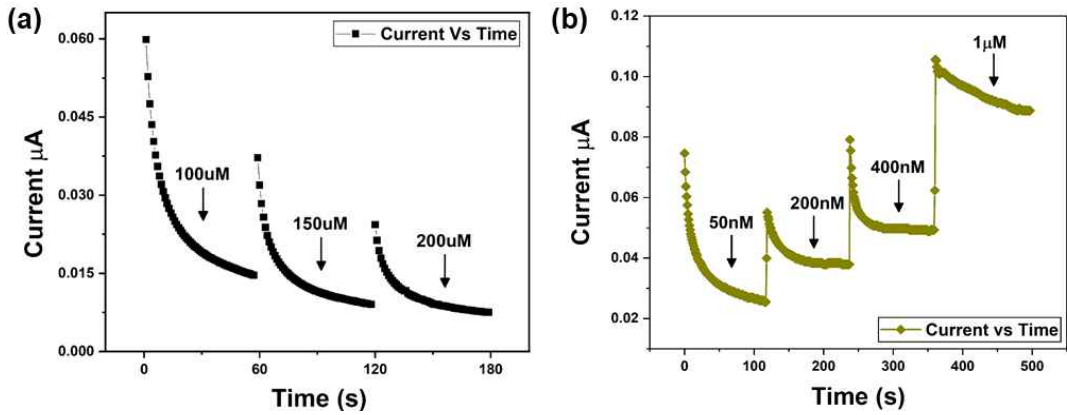 (a)
Current Vs Time
0.060
0.045
0.030
0.015
0.000
Current μA
100uM
150uM
200uM
0
60
120
180
Time (s)
(b)
0.12
0.10
0.08
0.06
0.04
0.02
Current μA
50nM
200nM
400nM
1μM
Current vs Time
0
100
200
300
400
500
Time (s)